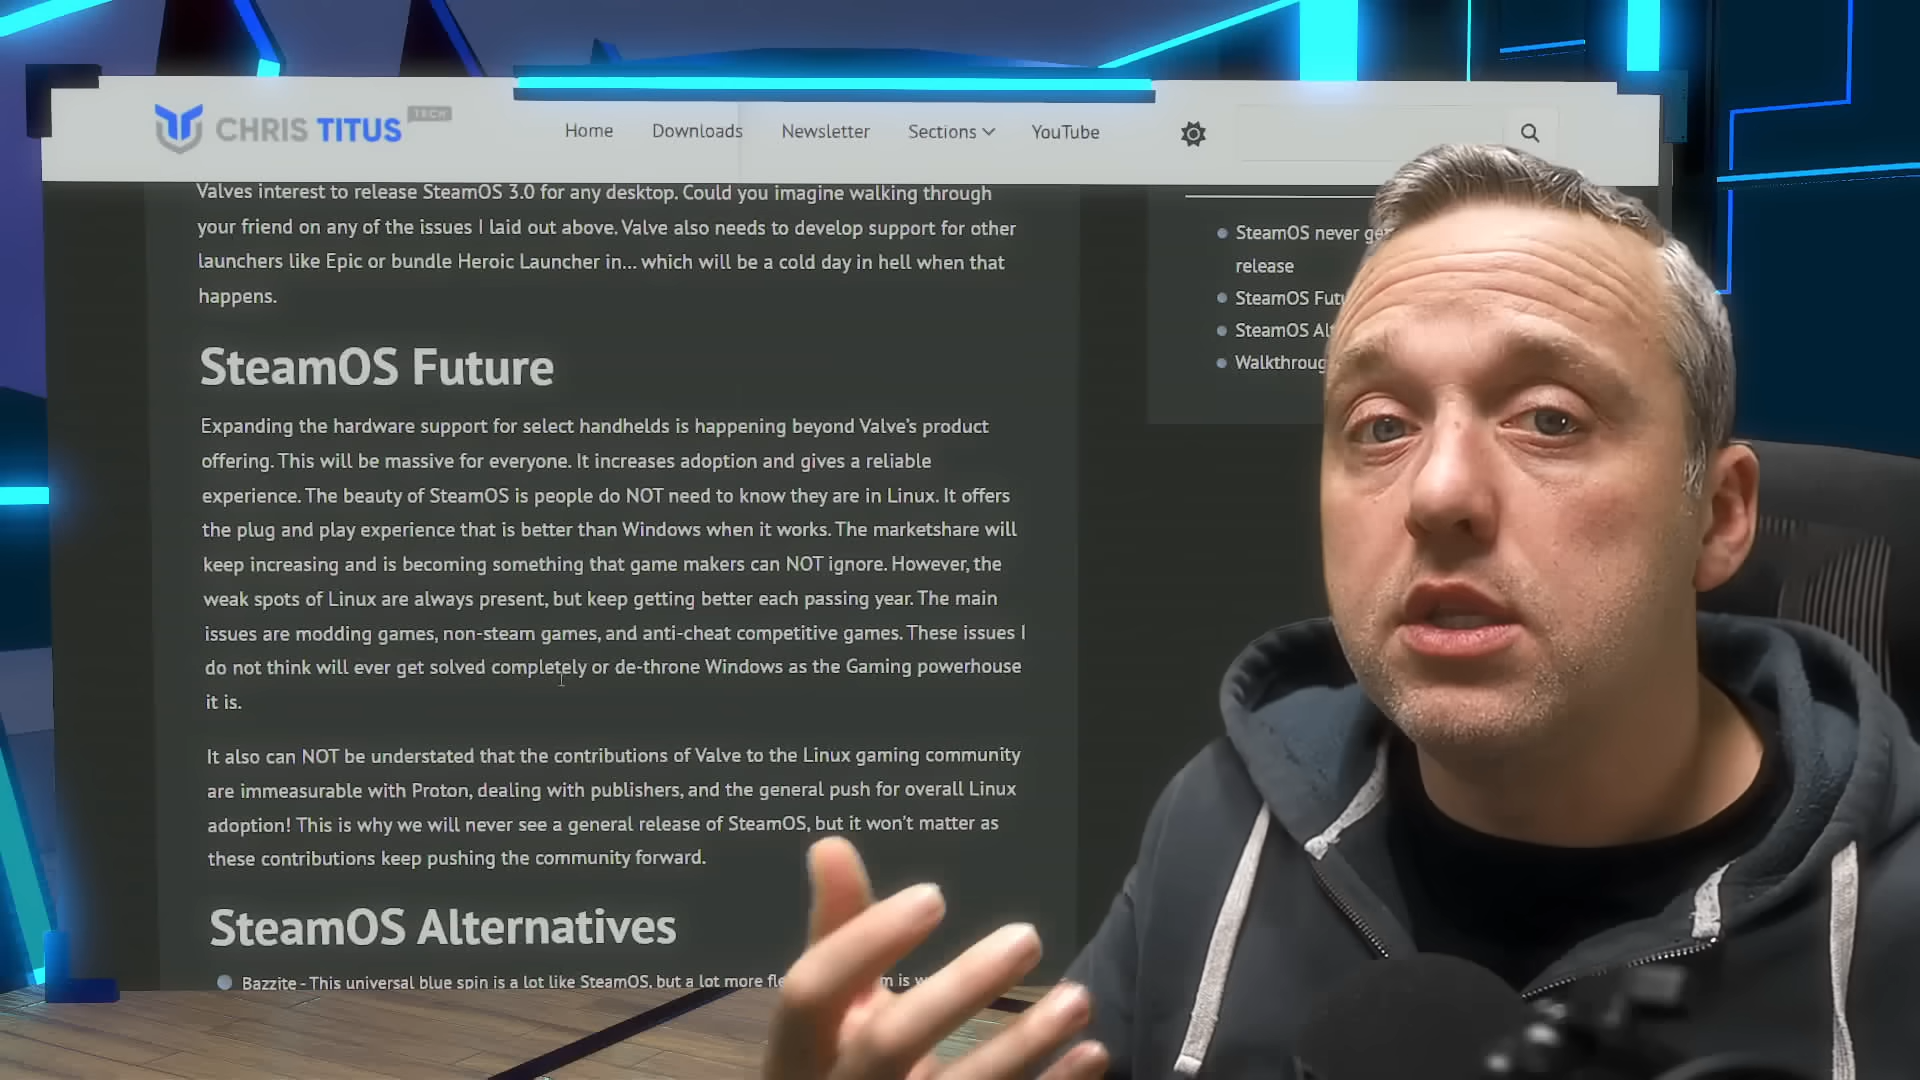 CHRIS TITUS TECH
Home Downloads Newsletter Sections YouTube
Valves interest to release SteamOS 3.0 for any desktop. Could you imagine walking through
your friend on any of the issues I laid out above. Valve also needs to develop support for other
launchers like Epic or bundle Heroic Launcher in... which will be a cold day in hell when that
happens.
SteamOS Future
Expanding the hardware support for select handhelds is happening beyond Valve's product
offering. This will be massive for everyone. It increases adoption and gives a reliable
experience. The beauty of SteamOS is people do NOT need to know they are in Linux. It offers
the plug and play experience that is better than Windows when it works. The marketshare will
keep increasing and is becoming something that game makers can NOT ignore. However, the
weak spots of Linux are always present, but keep getting better each passing year. The main
issues are modding games, non-steam games, and anti-cheat competitive games. These issues I
do not think will ever get solved completely or de-throne Windows as the Gaming powerhouse
it is.
It also can NOT be understated that the contributions of Valve to the Linux gaming community
are immeasurable with Proton, dealing with publishers, and the general push for overall Linux
adoption! This is why we will never see a general release of SteamOS, but it won't matter as
these contributions keep pushing the community forward.
SteamOS Alternatives
Bazzite - This universal blue spin is a lot like SteamOS, but a lot more
SteamOS never
release
SteamOS
SteamOS